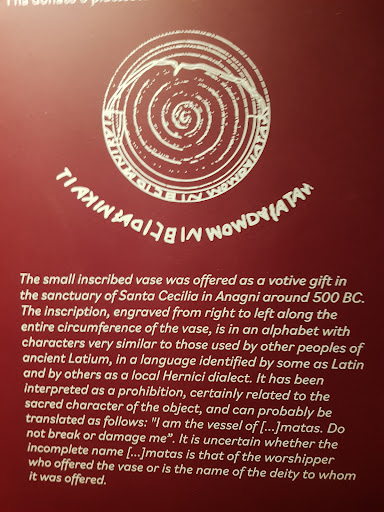 The small inscribed vase was offered as a votive gift in
the sanctuary of Santa Cecilia in Anagni around 500 BC.
The inscription, engraved from right to left along the
entire circumference of the vase, is in an alphabet with
characters very similar to those used by other peoples of
ancient Latium, in a language identified by some as Latin
and by others as a local Hernici dialect. It has been
interpreted as a prohibition, certainly related to the
sacred character of the object, and can probably be
translated as follows: "I am the vessel of [...]matas. Do
not break or damage me”. It is uncertain whether the
incomplete name [...]matas is that of the worshipper
who offered the vase or is the name of the deity to whom
it was offered.